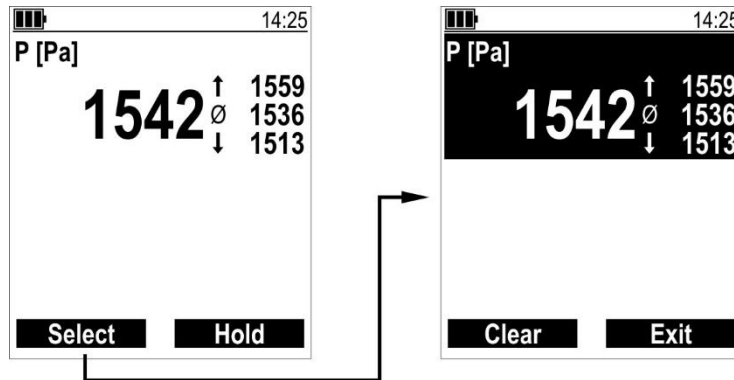 14:25
P [Pa]
1542 ↑ 1559
Ø 1536
↓ 1513
Select Hold
14:25
P [Pa]
1542 ↑ 1559
Ø 1536
↓ 1513
Clear Exit